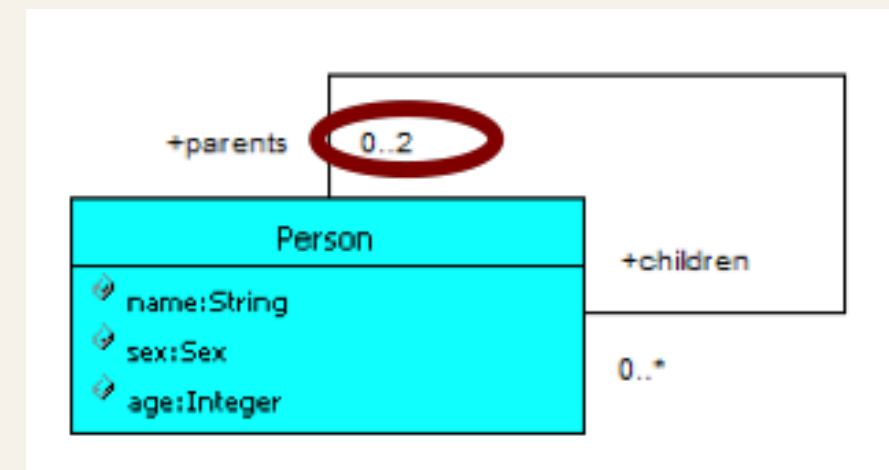 +parents
0..2
Person
+children
name:String
sex:Sex
0..*
age:Integer